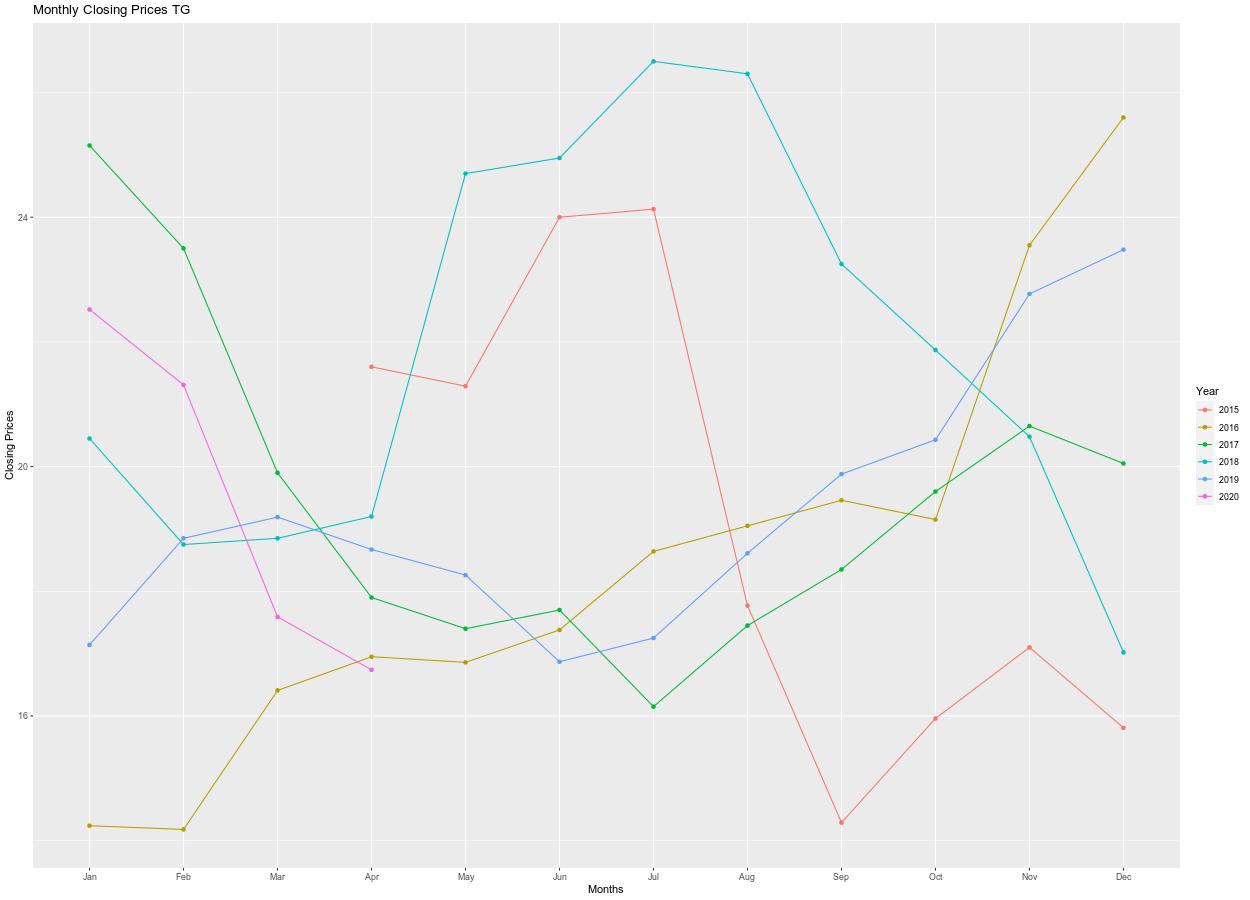 Monthly Closing Prices TG
Closing Prices
24
20
16
Jan Feb Mar Apr May Jun Jul Aug Sep Oct Nov Dec
Months
Year
2015
2016
2017
2018
2019
2020